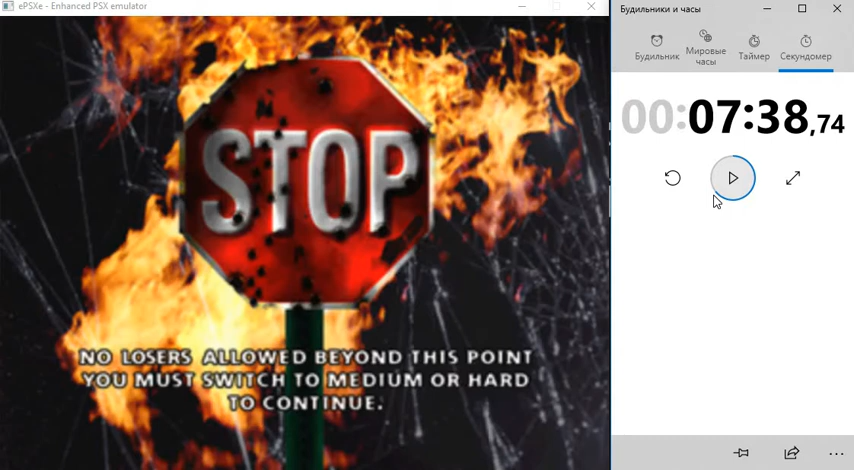 ePSXe - Enhanced PSX emulator
STOP
NO LOSERS ALLOWED BEYOND THIS POINT
YOU MUST SWITCH TO MEDIUM OR HARD
TO CONTINUE.
Будильники и часы
Будильник
Мировые
часы
Таймер
Секундомер
00:07:38,74